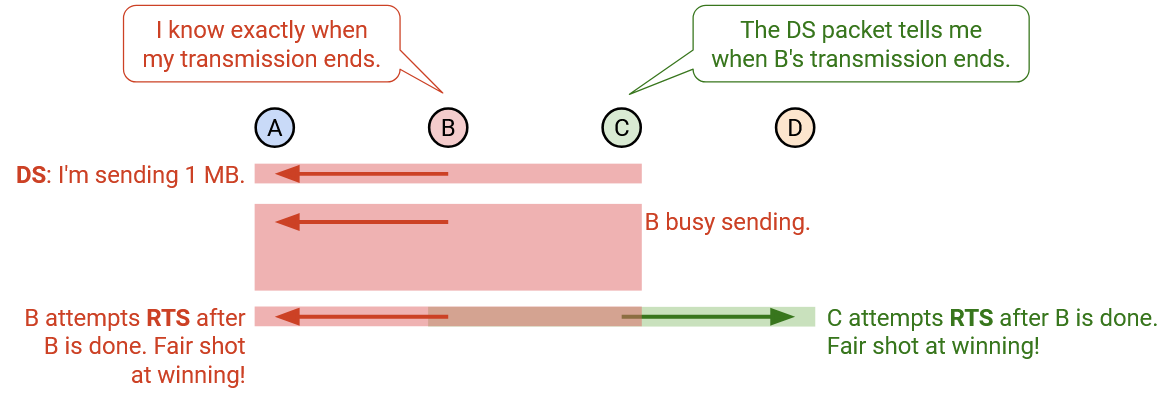 I know exactly when
my transmission ends.
The DS packet tells me
when B's transmission ends.
A
B
C
D
DS: I'm sending 1 MB.
B busy sending.
B attempts RTS after
B is done. Fair shot
at winning!
C attempts RTS after B is done.
Fair shot at winning!